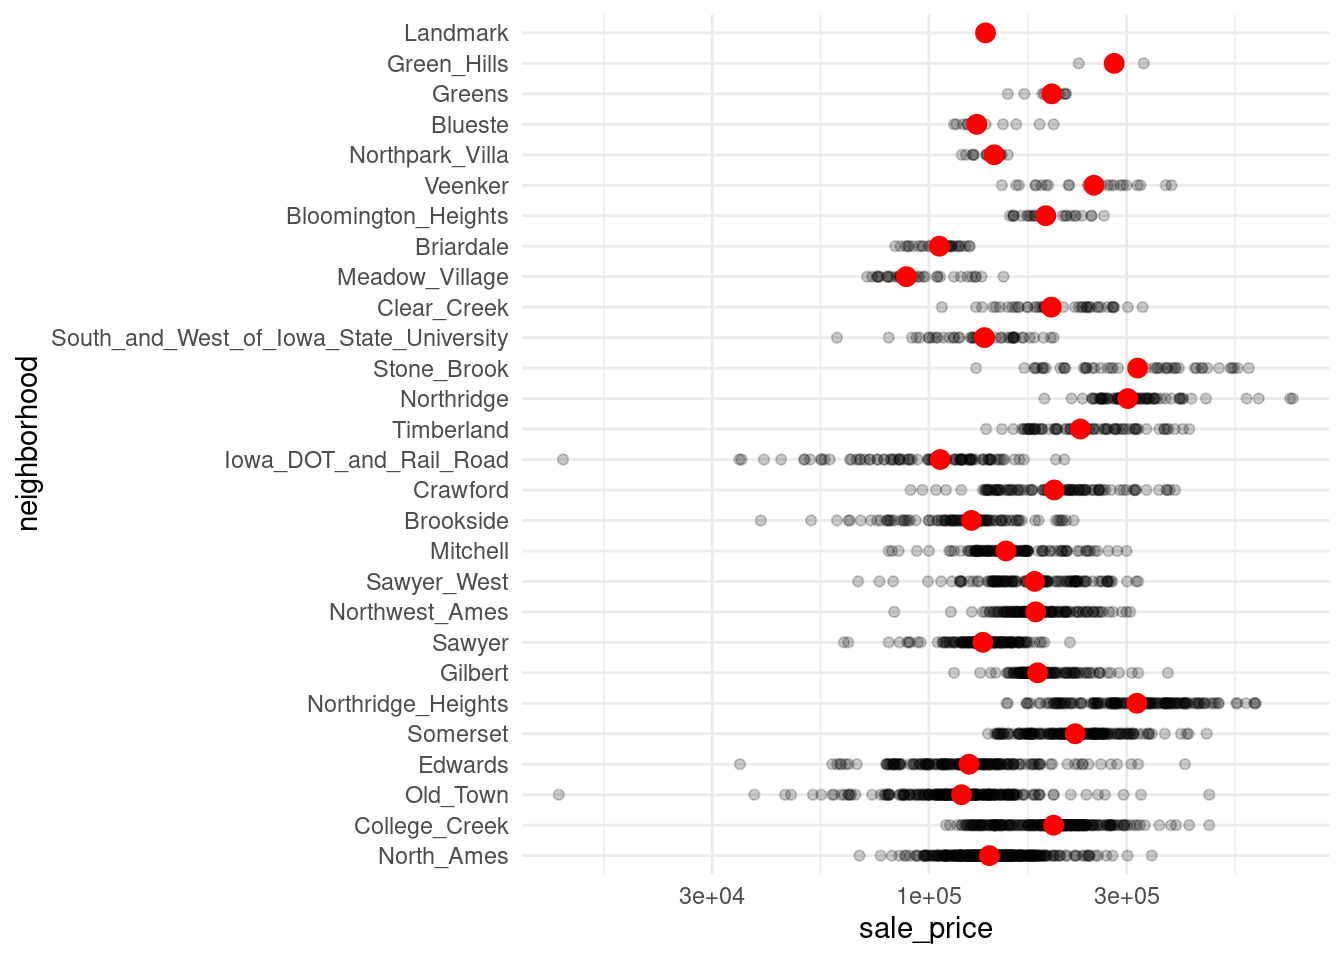 Landmark
Green_Hills
Greens
Blueste
Northpark_Villa
Veenker
Bloomington_Heights
Briardale
Meadow_Village
Clear_Creek
South_and_West_of_Iowa_State_University
Stone_Brook
Northridge
Timberland
Iowa_DOT_and_Rail_Road
Crawford
Brookside
Mitchell
Sawyer_West
Northwest_Ames
Sawyer
Gilbert
Northridge_Heights
Somerset
Edwards
Old_Town
College_Creek
North_Ames
neighborhood
3e+04 1e+05 3e+05
sale_price